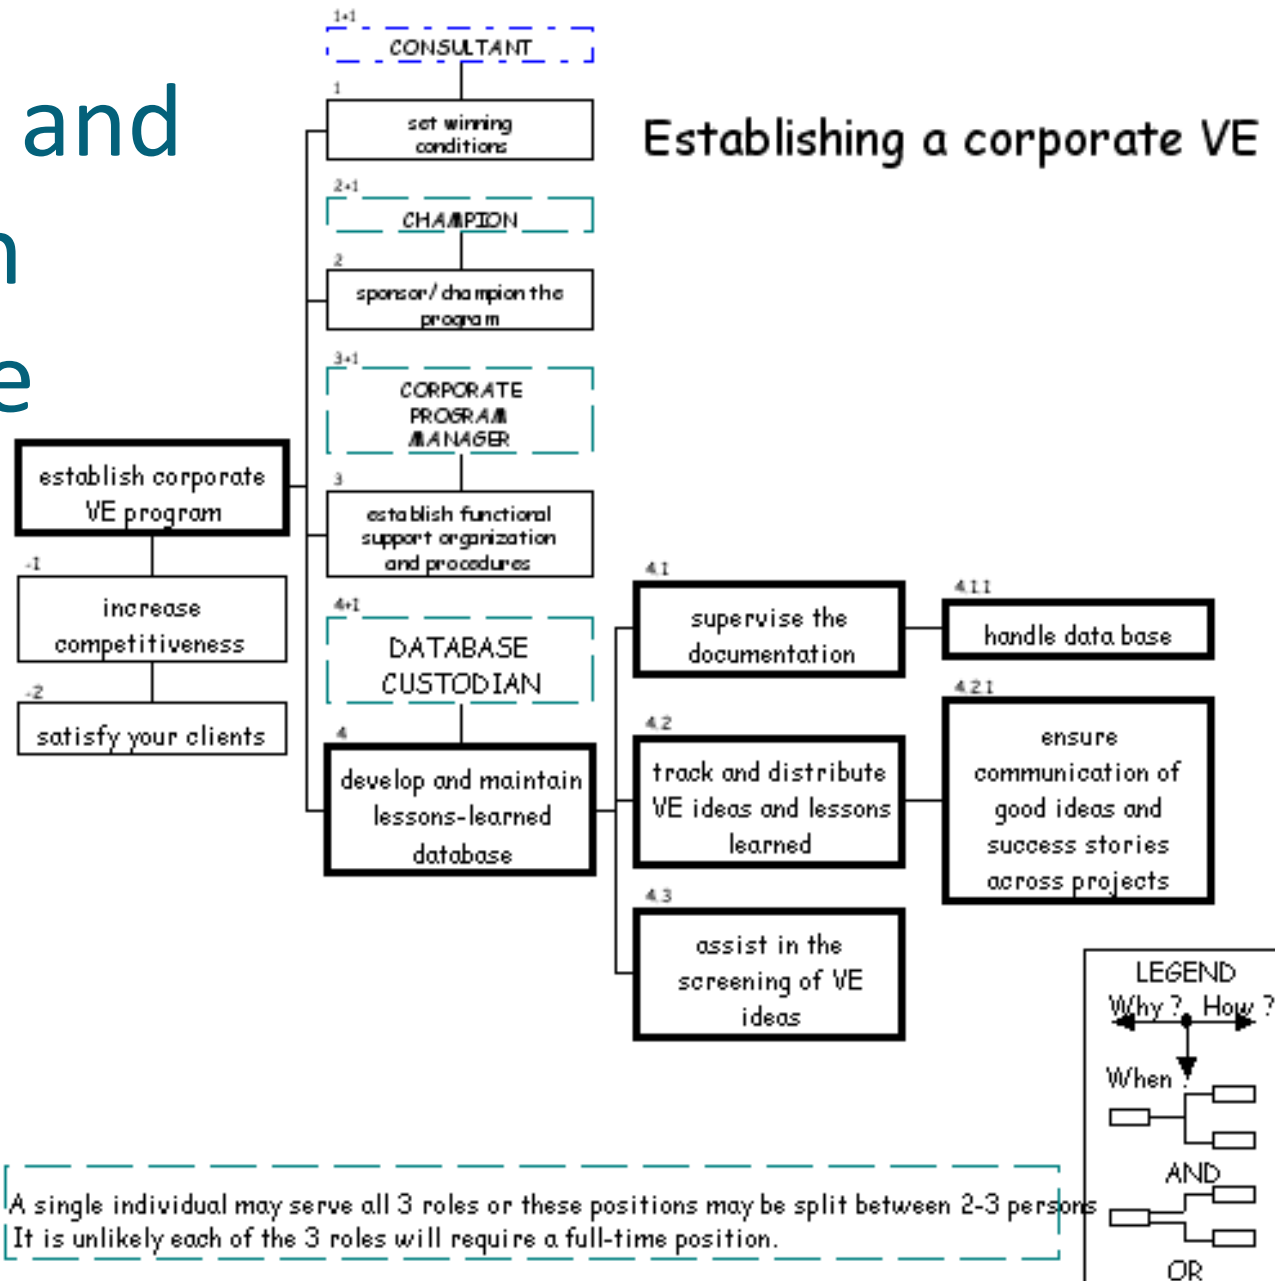 and
n
e
Establishing a corporate VE
1+1
CONSULTANT
1
set winning
conditions
2+1
CHAMPION
2
sponsor/champion the
program
3+1
CORPORATE
PROGRAM
MANAGER
3
establish functional
support organization
and procedures
establish corporate
VE program
-1
increase
competitiveness
-2
satisfy your clients
4+1
DATABASE
CUSTODIAN
4
develop and maintain
lessons-learned
database
4.1
supervise the
documentation
4.1.1
handle data base
4.2
track and distribute
VE ideas and lessons
learned
4.2.1
ensure
communication of
good ideas and
success stories
across projects
4.3
assist in the
screening of VE
ideas
LEGEND
Why ? How ?
When
AND
OR
A single individual may serve all 3 roles or these positions may be split between 2-3 persons
It is unlikely each of the 3 roles will require a full-time position.